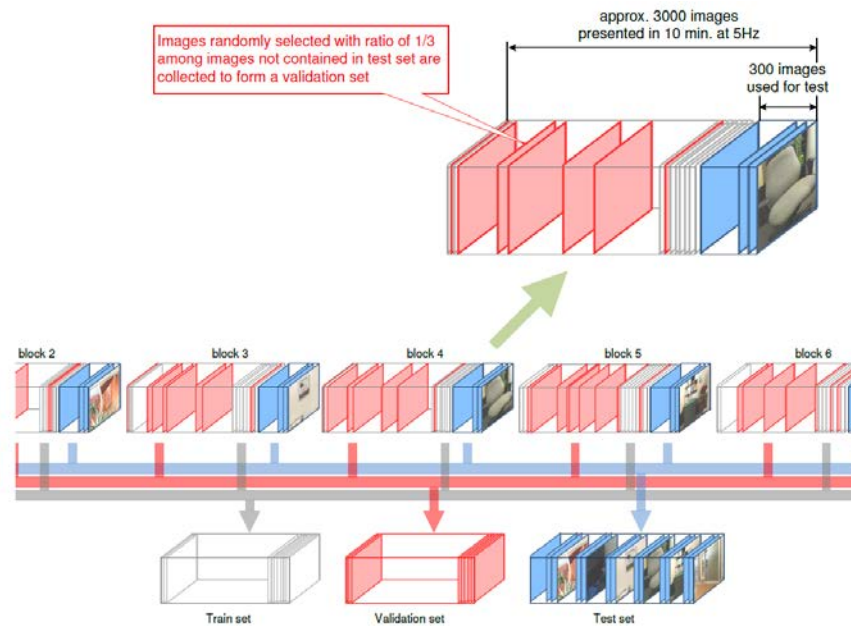 approx. 3000 images
presented in 10 min. at 5Hz
Images randomly selected with ratio of 1/3
among images not contained in test set are
collected to form a validation set
300 images
used for test
block 2
block 3
block 4
block 5
block 6
Train set
Validation set
Test set